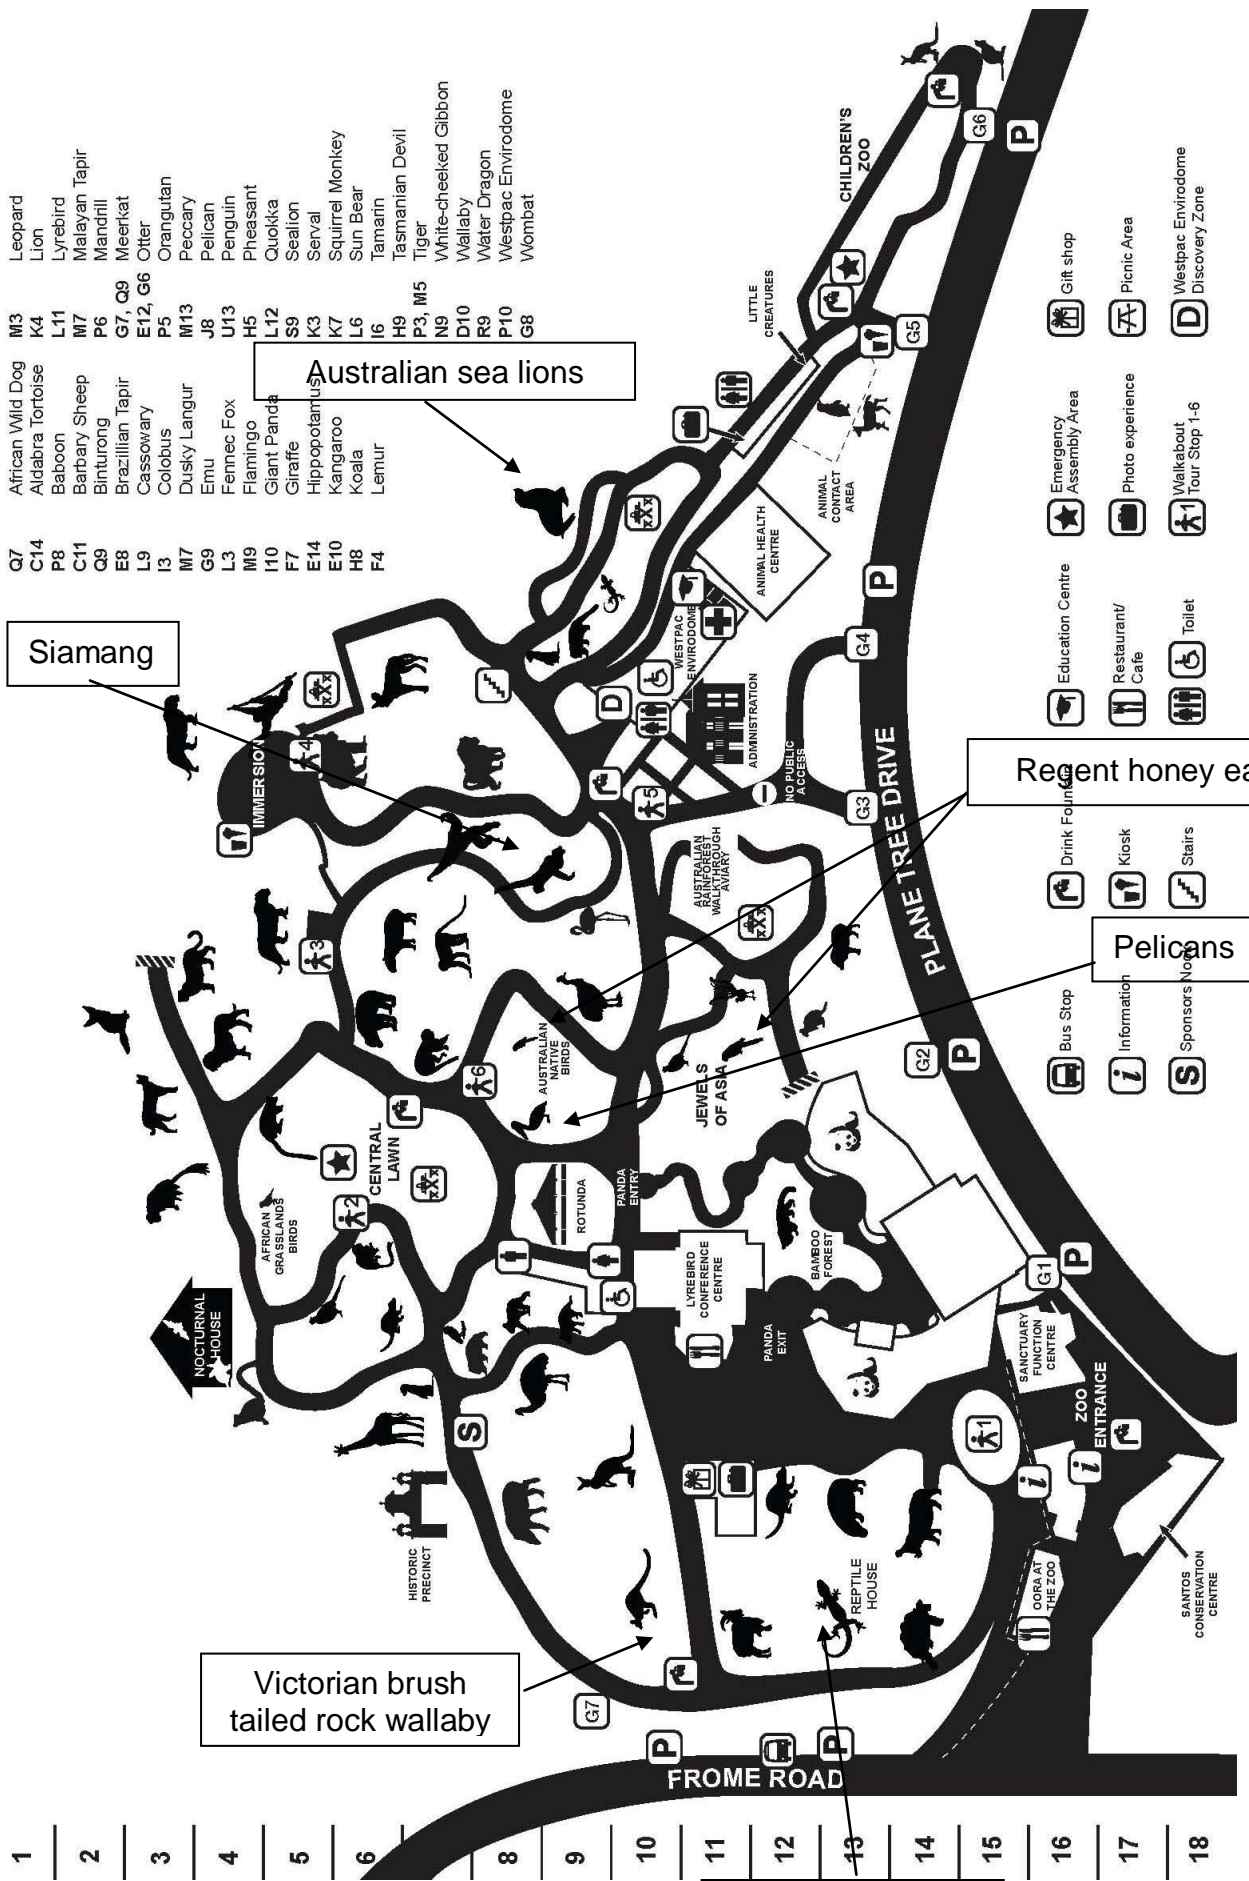 Q7 African Wild Dog
C14 Aldabra Tortoise
P8 Baboon
C11 Barbary Sheep
Q9 Binturong
E8 Brazillian Tapir
L9 Cassowary
I3 Colobus
M7 Dusky Langur
G9 Emu
L3 Fennec Fox
M9 Flamingo
I10 Giant Panda
F7 Giraffe
E14 Hippopotamus
E10 Kangaroo
H8 Koala
F4 Lemur
M3 Leopard
K4 Lion
L11 Lyrebird
M7 Malayan Tapir
P6 Mandrill
G7, Q9 Meerkat
E12, G6 Otter
P5 Orangutan
M13 Peccary
J8 Pelican
U13 Penguin
H5 Pheasant
L12 Quokka
S9 Sealion
K3 Serval
K7 Squirrel Monkey
L6 Sun Bear
I6 Tamarin
H9 Tasmanian Devil
P3, M5 Tiger
N9 White-cheeked Gibbon
D10 Wallaby
R9 Water Dragon
P10 Westpac Envirodome
G8 Wombat
Australian sea lions
Siamang
Regent honey ea
Pelicans
Victorian brush
tailed rock wallaby
CHILDREN'S
ZOO
LITTLE
CREATURES
ANIMAL
CONTACT
AREA
ANIMAL HEALTH
CENTRE
WESTPAC
ENVIRODOME
ADMINISTRATION
NO PUBLIC
ACCESS
IMMERSION
AUSTRALIAN
RAINFOREST
WALKTHROUGH
AVIARY
AUSTRALIAN
NATIVE
BIRDS
JEWELS
OF ASIA
CENTRAL
LAWN
AFRICAN
GRASSLANDS
BIRDS
ROTUNDA
PANDA
ENTRY
NOCTURNAL
HOUSE
LYREBIRD
CONFERENCE
CENTRE
BAMBOO
FOREST
PANDA
EXIT
HISTORIC
PRECINCT
REPTILE
HOUSE
SANCTUARY
FUNCTION
CENTRE
ZOO
ENTRANCE
OORA AT
THE ZOO
SANTOS
CONSERVATION
CENTRE
PLANE TREE DRIVE
FROME ROAD
G1
G2
G3
G4
G5
G6
G7
P
P
P
P
P
P
1
2
3
4
5
6
D
S
i
i
Bus Stop
i Information
S Sponsors Nook
Drink Fountain
Kiosk
Stairs
Education Centre
Restaurant/
Cafe
Toilet
Emergency
Assembly Area
Photo experience
1 Walkabout
Tour Stop 1-6
Gift shop
Picnic Area
D Westpac Envirodome
Discovery Zone
1
2
3
4
5
6
8
9
10
11
12
13
14
15
16
17
18